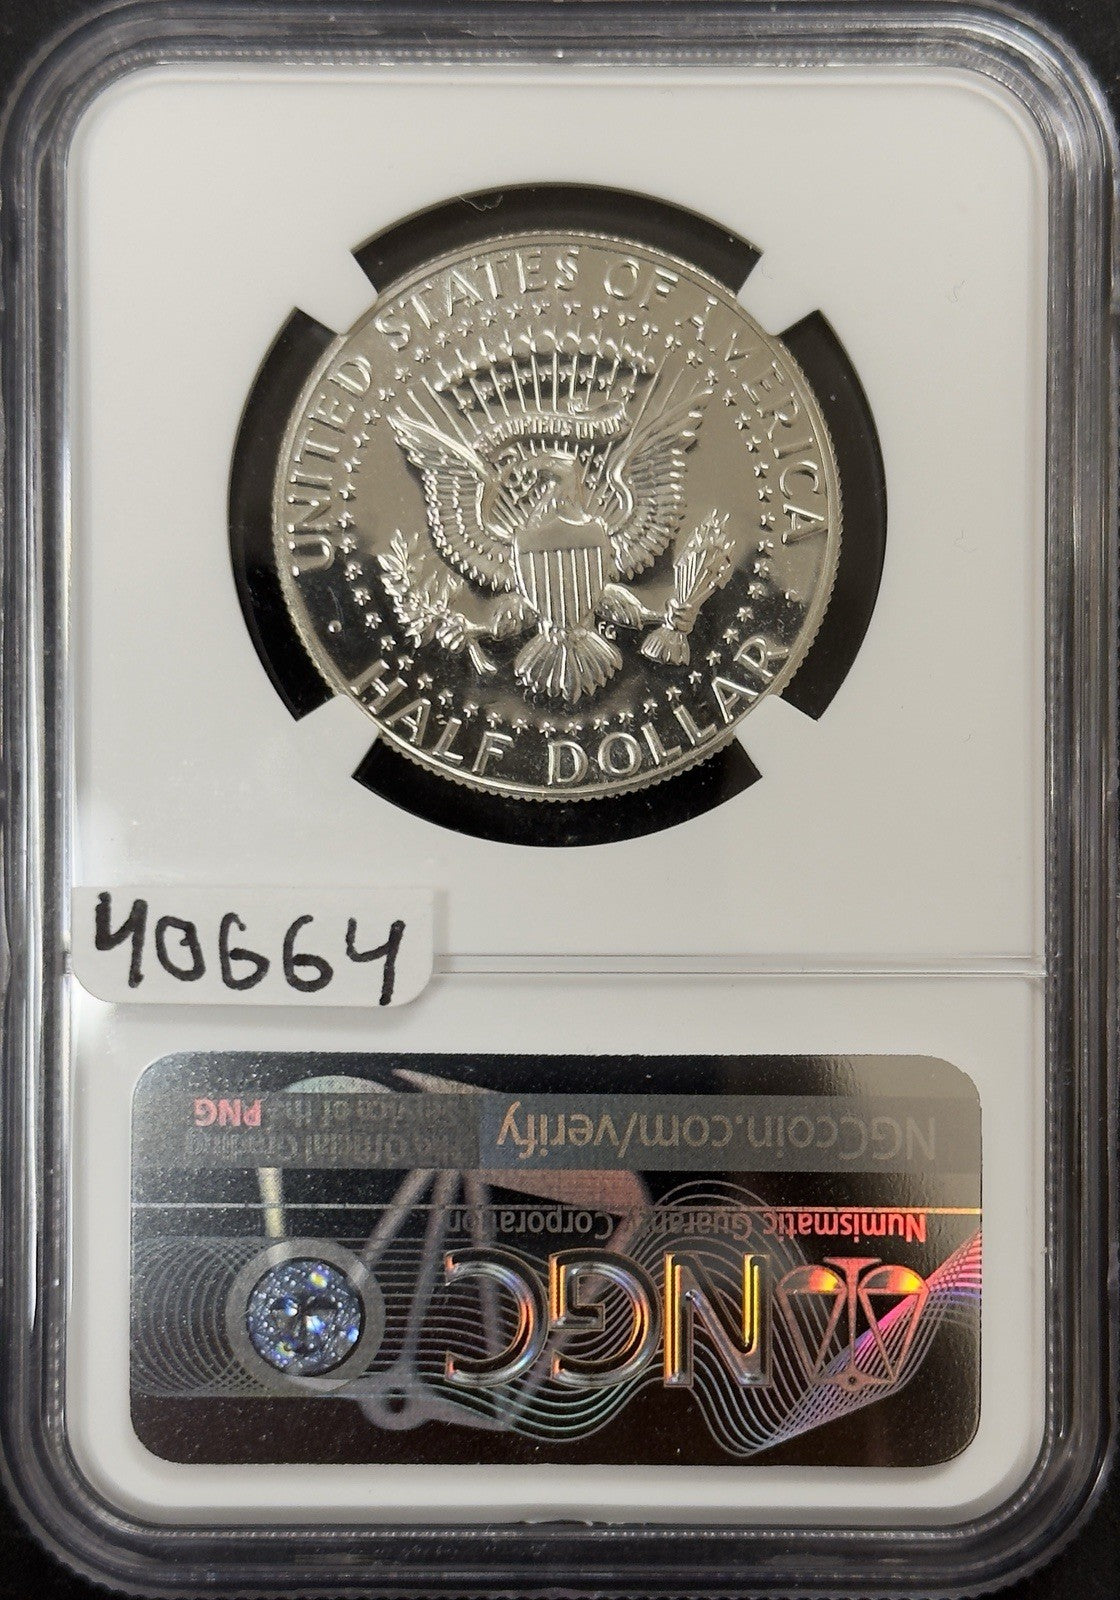 UNITED STATES OF AMERICA
E PLURIBUS UNUM
FG
HALF DOLLAR
40664
NGCcoin.com/verify
The Official Grading
Service of the PNG
Numismatic Guaranty Corporation
NGC